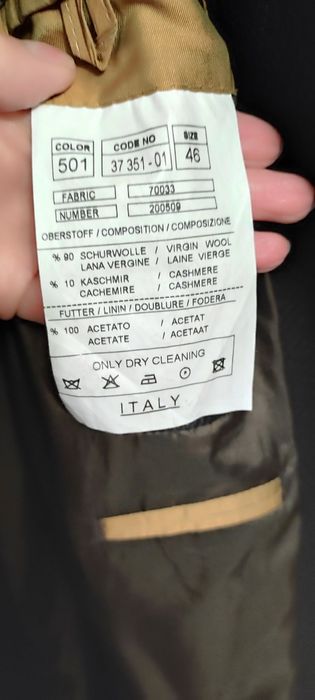 COLOR CODE NO SIZE
501 37 351-01 46
FABRIC 70033
NUMBER 200509
OBERSTOFF / COMPOSITION / COMPOSIZIONE
% 90 SCHURWOLLE / VIRGIN WOOL
LANA VERGINE / LAINE VIERGE
% 10 KASCHMIR / CASHMERE
CACHEMIRE / CASHMERE
FUTTER / LININ / DOUBLURE / FODERA
% 100 ACETATO / ACETAT
ACETATE / ACETAAT
ONLY DRY CLEANING
ITALY